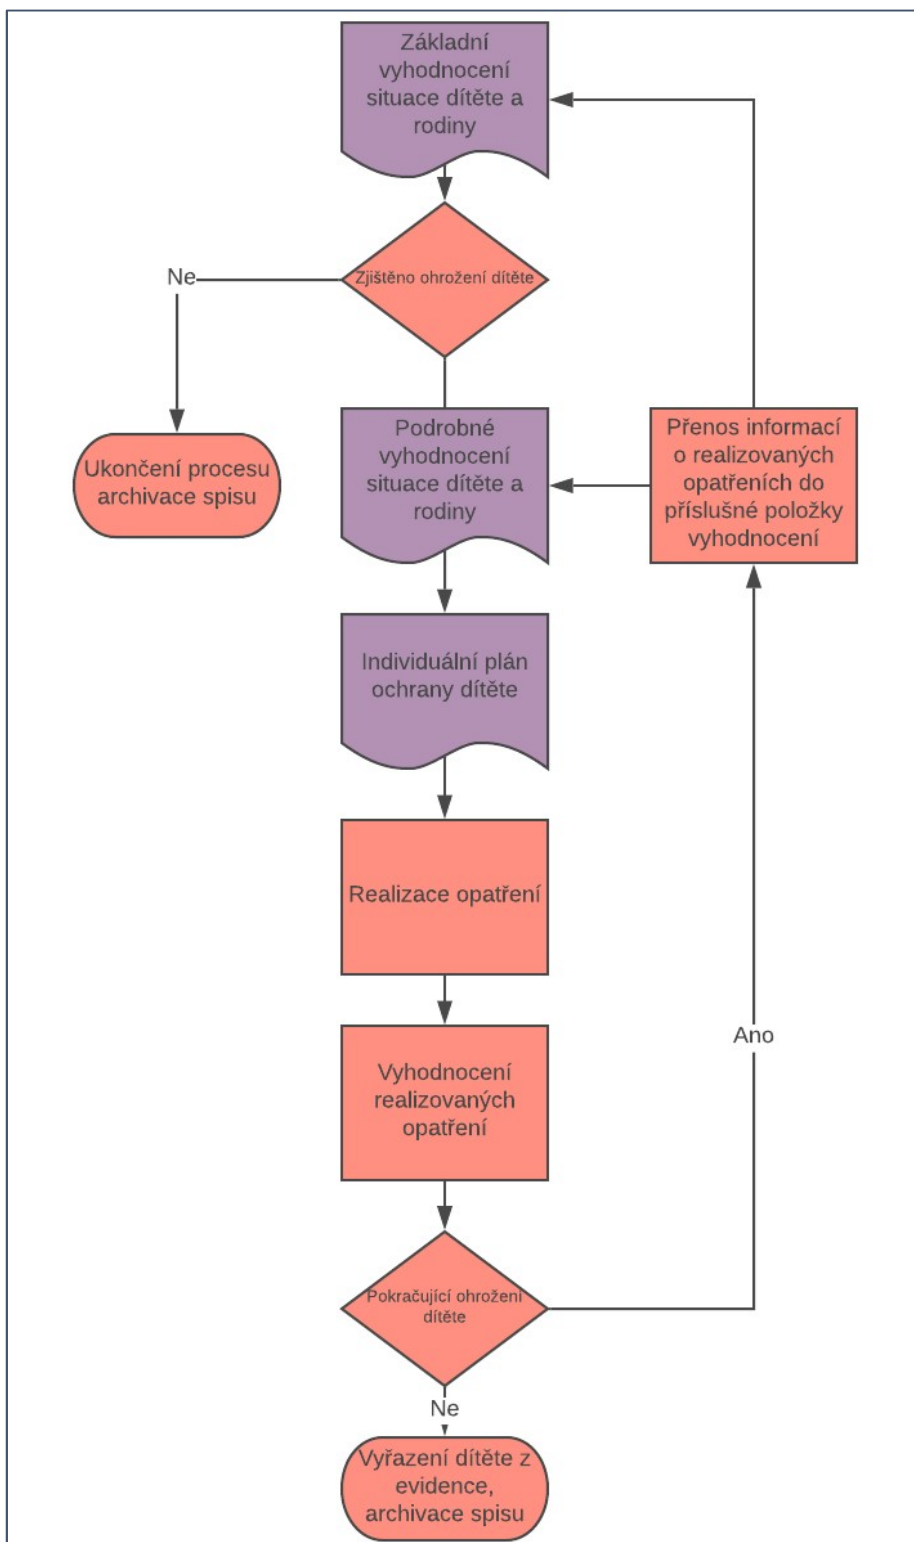 Základní
vyhodnocení
situace dítěte a
rodiny
Zjištěno ohrožení dítěte
Ne
Ukončení procesu
archivace spisu
Podrobné
vyhodnocení
situace dítěte a
rodiny
Přenos informací
o realizovaných
opatřeních do
příslušné položky
vyhodnocení
Individuální plán
ochrany dítěte
Realizace opatření
Vyhodnocení
realizovaných
opatření
Ano
Pokračující ohrožení
dítěte
Ne
Vyřazení dítěte z
evidence,
archivace spisu